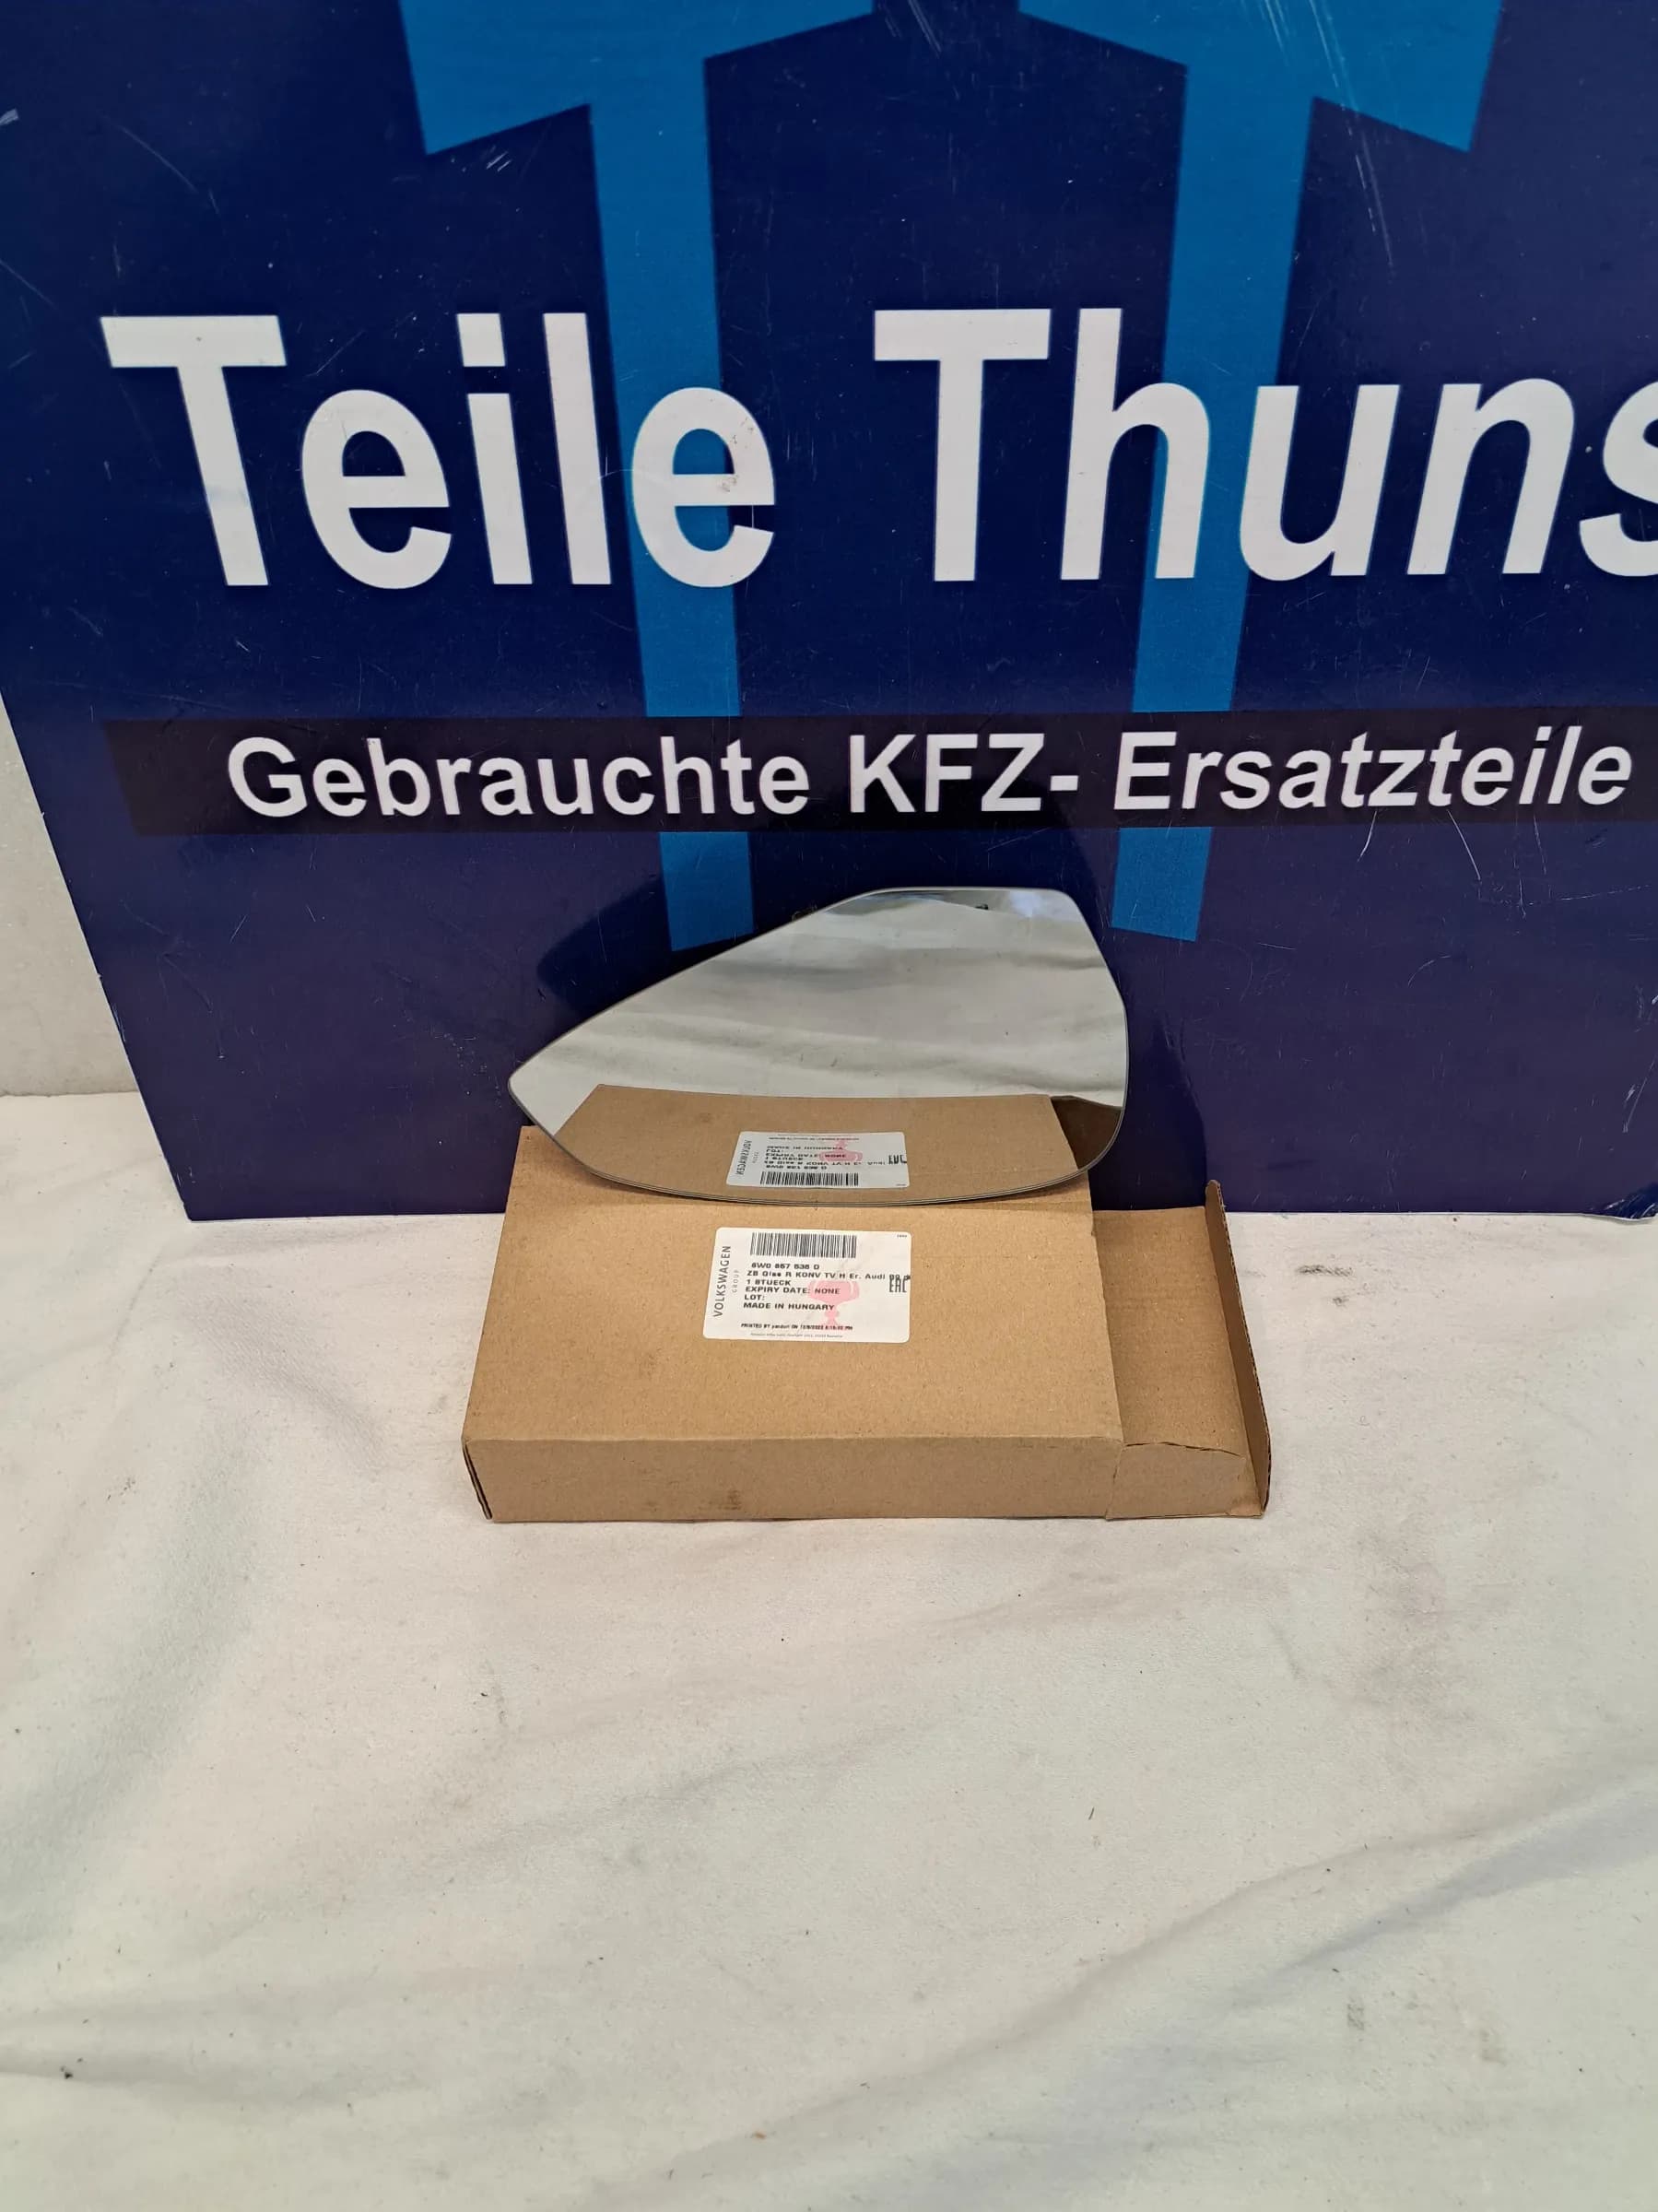 Teile Thuns
Gebrauchte KFZ- Ersatzteile
VOLKSWAGEN
GROUP
8W0 857 536 D
ZB Glas R KONV TV H Er. Audi
1 STUECK
EXPIRY DATE: NONE
LOT:
MADE IN HUNGARY
EAC